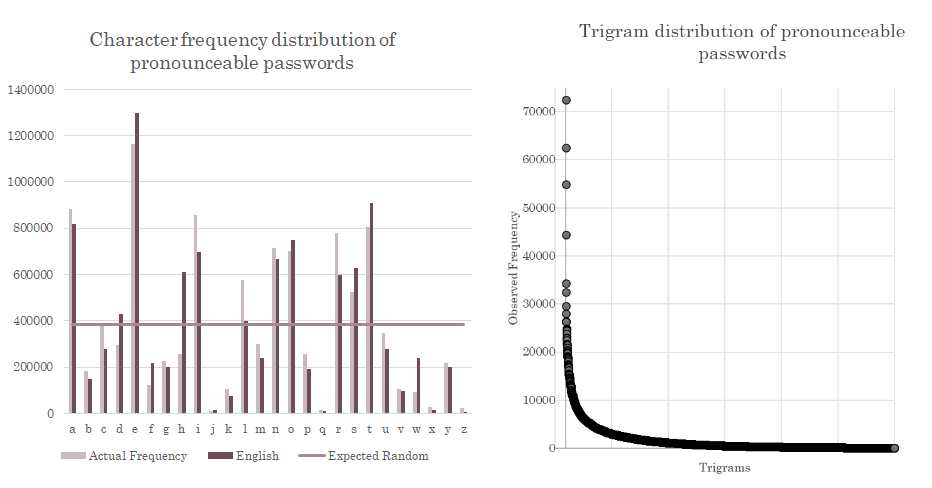 Character frequency distribution of
pronounceable passwords
1400000
1200000
1000000
800000
600000
400000
200000
0
a b c d e f g h i j k l m n o p q r s t u v w x y z
Actual Frequency English Expected Random
Trigram distribution of pronounceable
passwords
Observed Frequency
70000
60000
50000
40000
30000
20000
10000
0
Trigrams